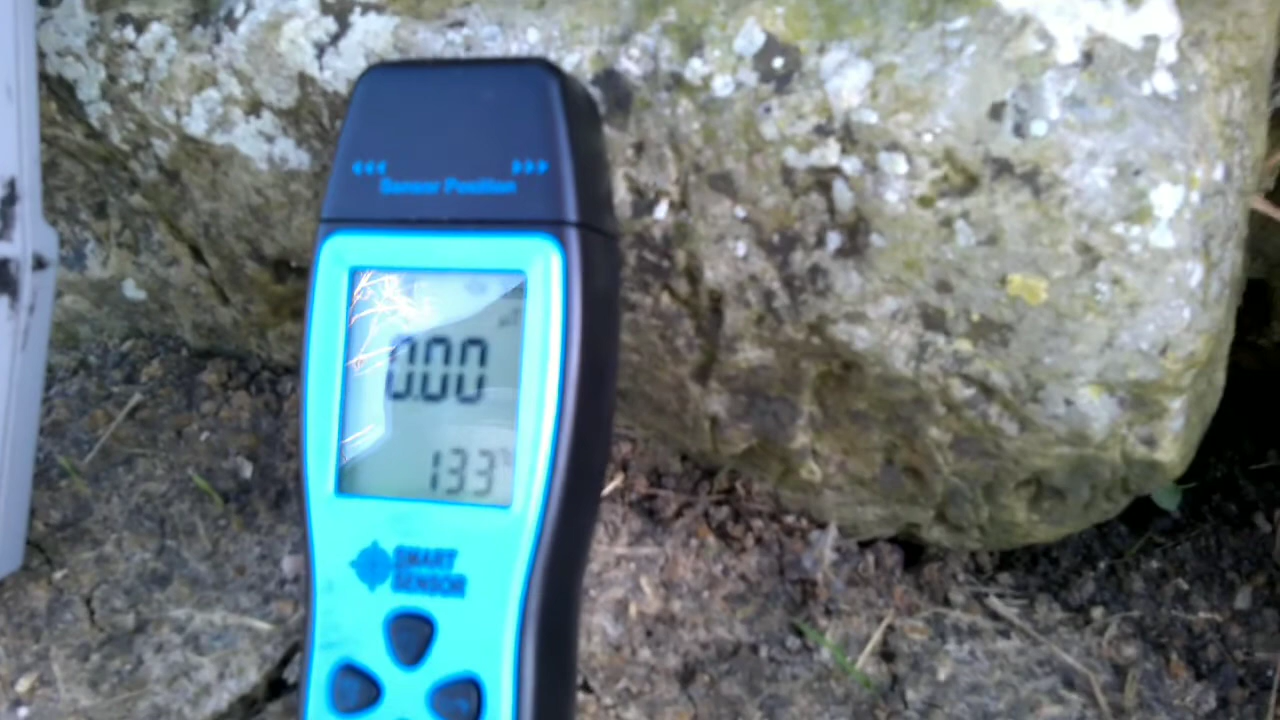 <<< >>>
Sensor Position
0.00
133
SMART
SENSOR